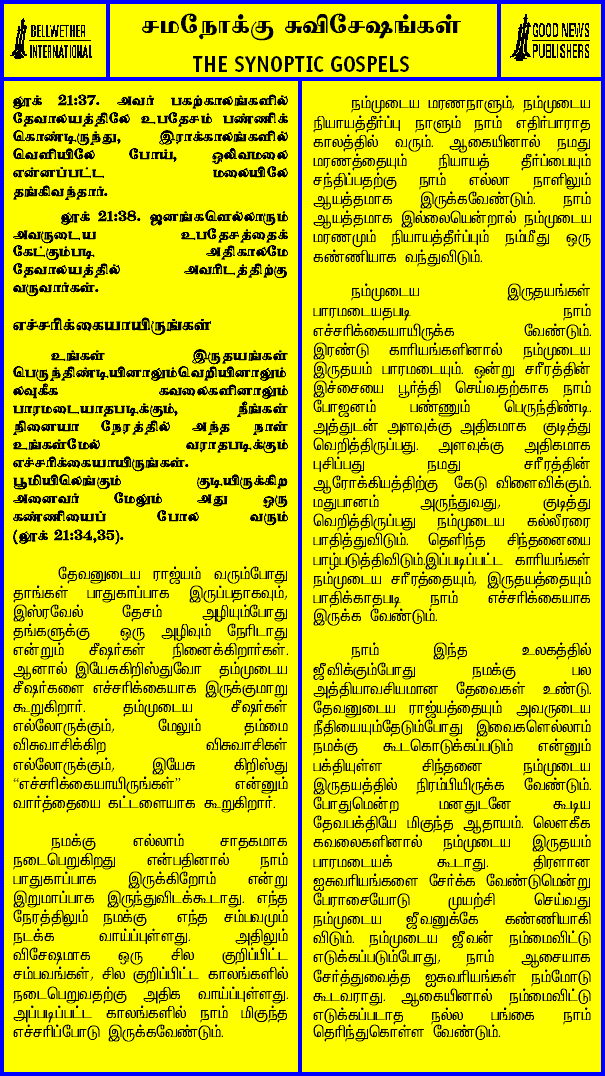 BELLWETHER
INTERNATIONAL
சமநோக்கு சுவிசேஷங்கள்
THE SYNOPTIC GOSPELS
GOOD NEWS
PUBLISHERS
லூக் 21:37. அவர் பகற்காலங்களில்
தேவாலயத்திலே உபதேசம் பண்ணிக்
கொண்டிருந்து, இராக்காலங்களில்
வெளியிலே போய், ஒலிவமலை
என்னப்பட்ட மலையிலே
தங்கிவந்தார்.
லூக் 21:38. ஜனங்களெல்லாரும்
அவருடைய உபதேசத்தைக்
கேட்கும்படி, அதிகாலமே
தேவாலயத்தில் அவரிடத்திற்கு
வருவார்கள்.
எச்சரிக்கையாயிருங்கள்
உங்கள் இருதயங்கள்
பெருந்திண்டியினாலும்வெறியினாலும்
லவுகீக கவலைகளினாலும்
பாரமடையாதபடிக்கும், நீங்கள்
நினையா நேரத்தில் அந்த நாள்
உங்கள்மேல் வராதபடிக்கும்
எச்சரிக்கையாயிருங்கள்.
பூமியிலெங்கும் குடியிருக்கிற
அனைவர் மேலும் அது ஒரு
கண்ணியைப் போல வரும்
(லூக் 21:34,35).
தேவனுடைய ராஜ்யம் வரும்போது
தாங்கள் பாதுகாப்பாக இருப்பதாகவும்,
இஸ்ரவேல் தேசம் அழியும்போது
தங்களுக்கு ஒரு அழிவும் நேரிடாது
என்றும் சீஷர்கள் நினைக்கிறார்கள்.
ஆனால் இயேசுகிறிஸ்துவோ தம்முடைய
சீஷர்களை எச்சரிக்கையாக இருக்குமாறு
கூறுகிறார். தம்முடைய சீஷர்கள்
எல்லோருக்கும், மேலும் தம்மை
விசுவாசிக்கிற விசுவாசிகள்
எல்லோருக்கும், இயேசு கிறிஸ்து
“எச்சரிக்கையாயிருங்கள்” என்னும்
வார்த்தையை கட்டளையாக கூறுகிறார்.
நமக்கு எல்லாம் சாதகமாக
நடைபெறுகிறது என்பதினால் நாம்
பாதுகாப்பாக இருக்கிறோம் என்று
இறுமாப்பாக இருந்துவிடக்கூடாது. எந்த
நேரத்திலும் நமக்கு எந்த சம்பவமும்
நடக்க வாய்ப்புள்ளது. அதிலும்
விசேஷமாக ஒரு சில குறிப்பிட்ட
சம்பவங்கள், சில குறிப்பிட்ட காலங்களில்
நடைபெறுவதற்கு அதிக வாய்ப்புள்ளது.
அப்படிப்பட்ட காலங்களில் நாம் மிகுந்த
எச்சரிப்போடு இருக்கவேண்டும்.
நம்முடைய மரணநாளும், நம்முடைய
நியாயத்தீர்ப்பு நாளும் நாம் எதிர்பாராத
காலத்தில் வரும். ஆகையினால் நமது
மரணத்தையும் நியாயத் தீர்ப்பையும்
சந்திப்பதற்கு நாம் எல்லா நாளிலும்
ஆயத்தமாக இருக்கவேண்டும். நாம்
ஆயத்தமாக இல்லையென்றால் நம்முடைய
மரணமும் நியாயத்தீர்ப்பும் நம்மீது ஒரு
கண்ணியாக வந்துவிடும்.
நம்முடைய இருதயங்கள்
பாரமடையதபடி நாம்
எச்சரிக்கையாயிருக்க வேண்டும்.
இரண்டு காரியங்களினால் நம்முடைய
இருதயம் பாரமடையும். ஒன்று சரீரத்தின்
இச்சையை பூர்த்தி செய்வதற்காக நாம்
போஜனம் பண்ணும் பெருந்திண்டி.
அத்துடன் அளவுக்கு அதிகமாக குடித்து
வெறித்திருப்பது. அளவுக்கு அதிகமாக
புசிப்பது நமது சரீரத்தின்
ஆரோக்கியத்திற்கு கேடு விளைவிக்கும்.
மதுபானம் அருந்துவது, குடித்து
வெறித்திருப்பது நம்முடைய கல்லீரரை
பாதித்துவிடும். தெளிந்த சிந்தனையை
பாழ்படுத்திவிடும்.இப்படிப்பட்ட காரியங்கள்
நம்முடைய சரீரத்தையும், இருதயத்தையும்
பாதிக்காதபடி நாம் எச்சரிக்கையாக
இருக்க வேண்டும்.
நாம் இந்த உலகத்தில்
ஜீவிக்கும்போது நமக்கு பல
அத்தியாவசியமான தேவைகள் உண்டு.
தேவனுடைய ராஜ்யத்தையும் அவருடைய
நீதியையும்தேடும்போது இவைகளெல்லாம்
நமக்கு கூடகொடுக்கப்படும் என்னும்
பக்தியுள்ள சிந்தனை நம்முடைய
இருதயத்தில் நிரம்பியிருக்க வேண்டும்.
போதுமென்ற மனதுடனே கூடிய
தேவபக்தியே மிகுந்த ஆதாயம். லௌகீக
கவலைகளினால் நம்முடைய இருதயம்
பாரமடையக் கூடாது. திரளான
ஐசுவரியங்களை சேர்க்க வேண்டுமென்று
பேராசையோடு முயற்சி செய்வது
நம்முடைய ஜீவனுக்கே கண்ணியாகி
விடும். நம்முடைய ஜீவன் நம்மைவிட்டு
எடுக்கப்படும்போது, நாம் ஆசையாக
சேர்த்துவைத்த ஐசுவரியங்கள் நம்மோடு
கூடவராது. ஆகையினால் நம்மைவிட்டு
எடுக்கப்படாத நல்ல பங்கை நாம்
தெரிந்துகொள்ள வேண்டும்.